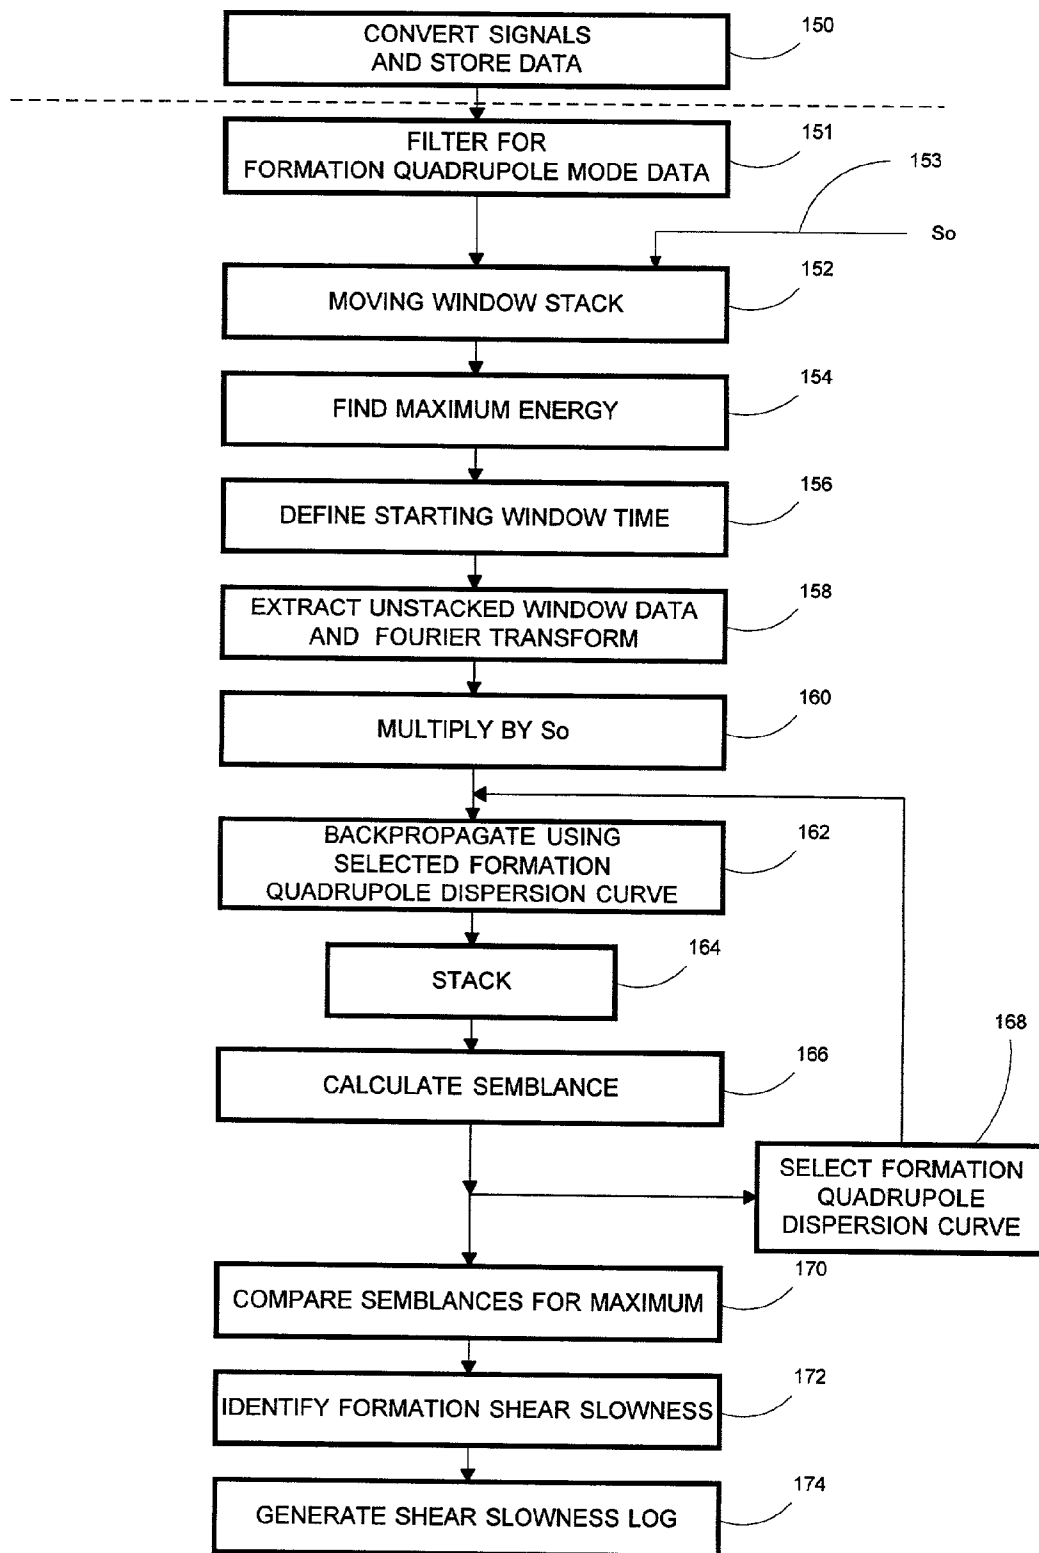 CONVERT SIGNALS
AND STORE DATA
150
FILTER FOR
FORMATION QUADRUPOLE MODE DATA
151
153
So
MOVING WINDOW STACK
152
FIND MAXIMUM ENERGY
154
DEFINE STARTING WINDOW TIME
156
EXTRACT UNSTACKED WINDOW DATA
AND FOURIER TRANSFORM
158
MULTIPLY BY So
160
BACKPROPAGATE USING
SELECTED FORMATION
QUADRUPOLE DISPERSION CURVE
162
STACK
164
CALCULATE SEMBLANCE
166
168
SELECT FORMATION
QUADRUPOLE
DISPERSION CURVE
COMPARE SEMBLANCES FOR MAXIMUM
170
IDENTIFY FORMATION SHEAR SLOWNESS
172
GENERATE SHEAR SLOWNESS LOG
174